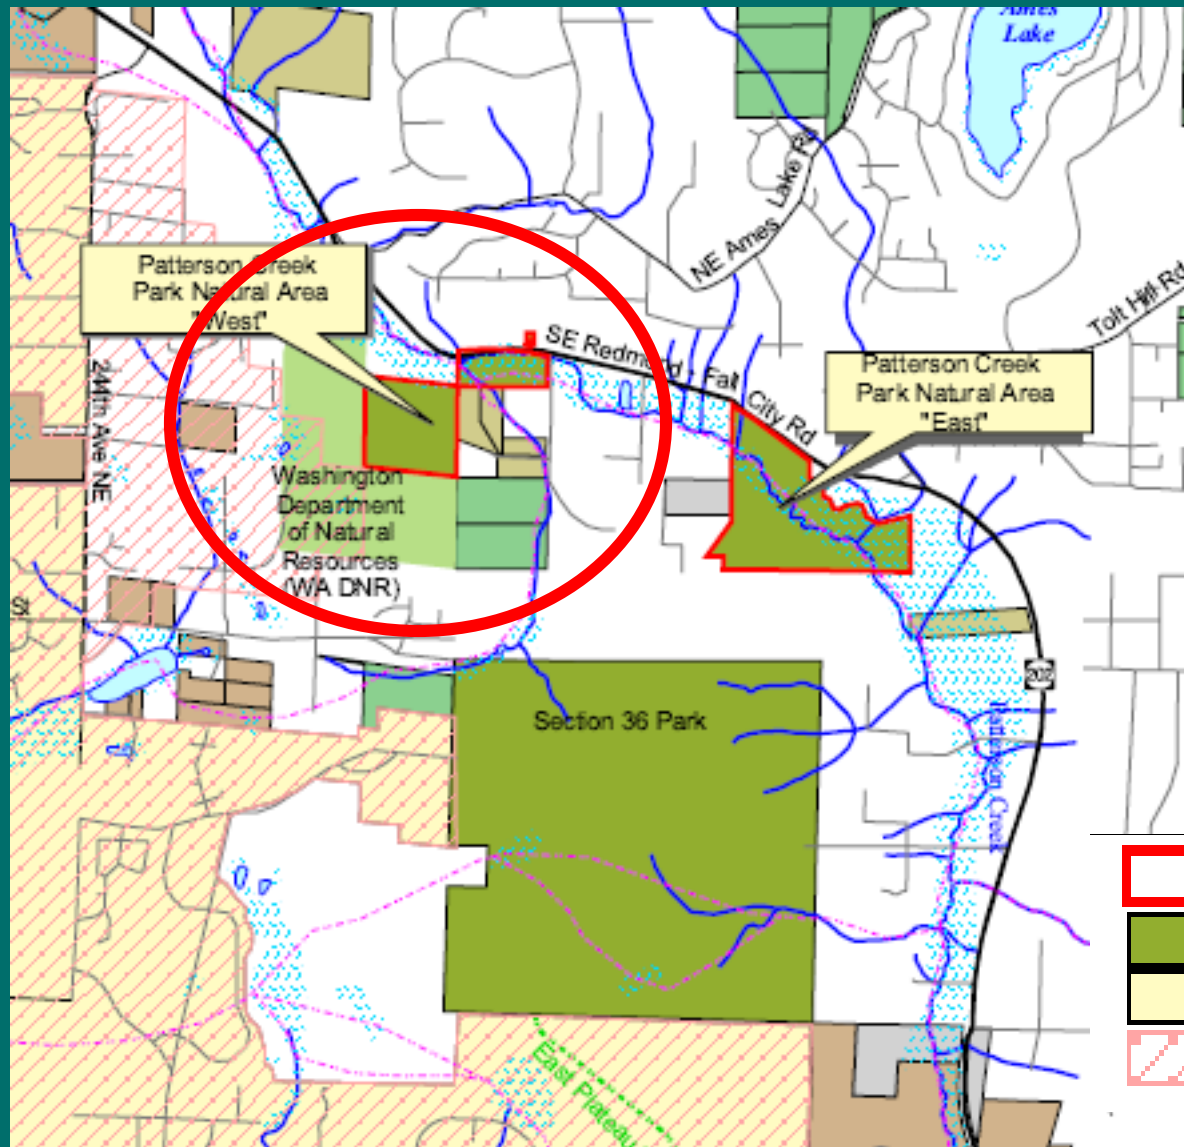 Ames
Lake
NE Ames Lake Rd
Tolt Hill Rd
Patterson Creek
Park Natural Area
"West"
SE Redmond - Fall City Rd
Patterson Creek
Park Natural Area
"East"
244th Ave NE
Washington
Department
of Natural
Resources
(WA DNR)
St
202
Section 36 Park
Patterson Creek
East Plateau